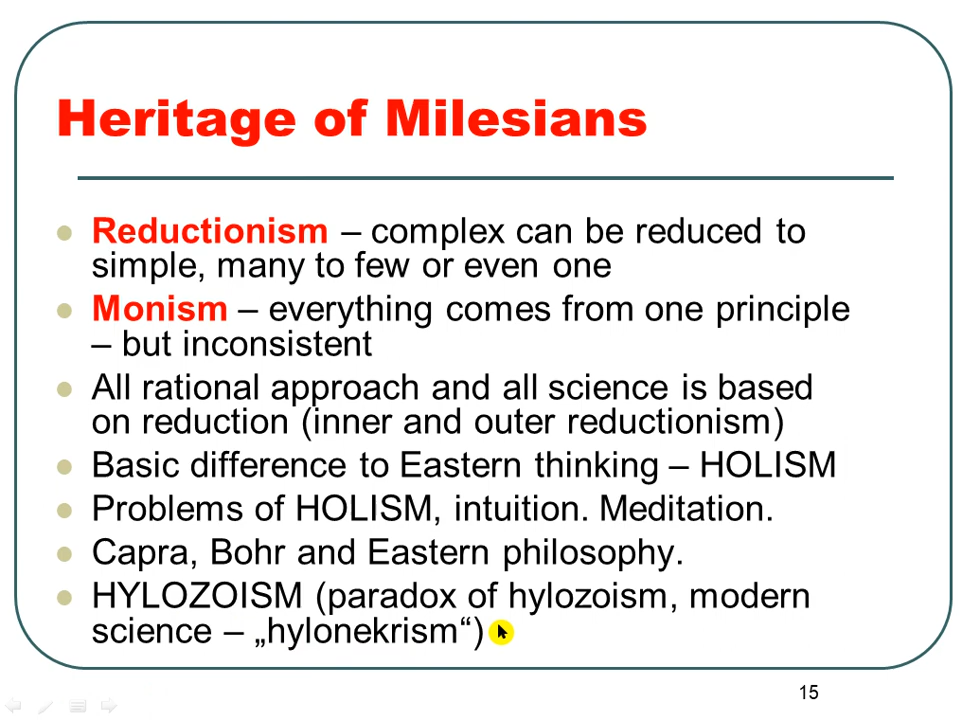 Heritage of Milesians
Reductionism – complex can be reduced to
simple, many to few or even one
Monism – everything comes from one principle
– but inconsistent
All rational approach and all science is based
on reduction (inner and outer reductionism)
Basic difference to Eastern thinking – HOLISM
Problems of HOLISM, intuition. Meditation.
Capra, Bohr and Eastern philosophy.
HYLOZOISM (paradox of hylozoism, modern
science – „hylonekrism“)
15